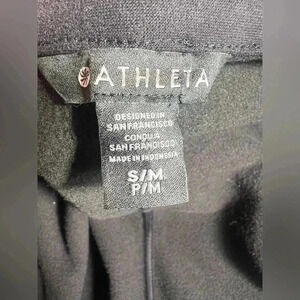 ATHLETA
DESIGNED IN
SAN FRANCISCO
CONÇU À
SAN FRANCISCO
MADE IN INDONESIA
S/M
P/M